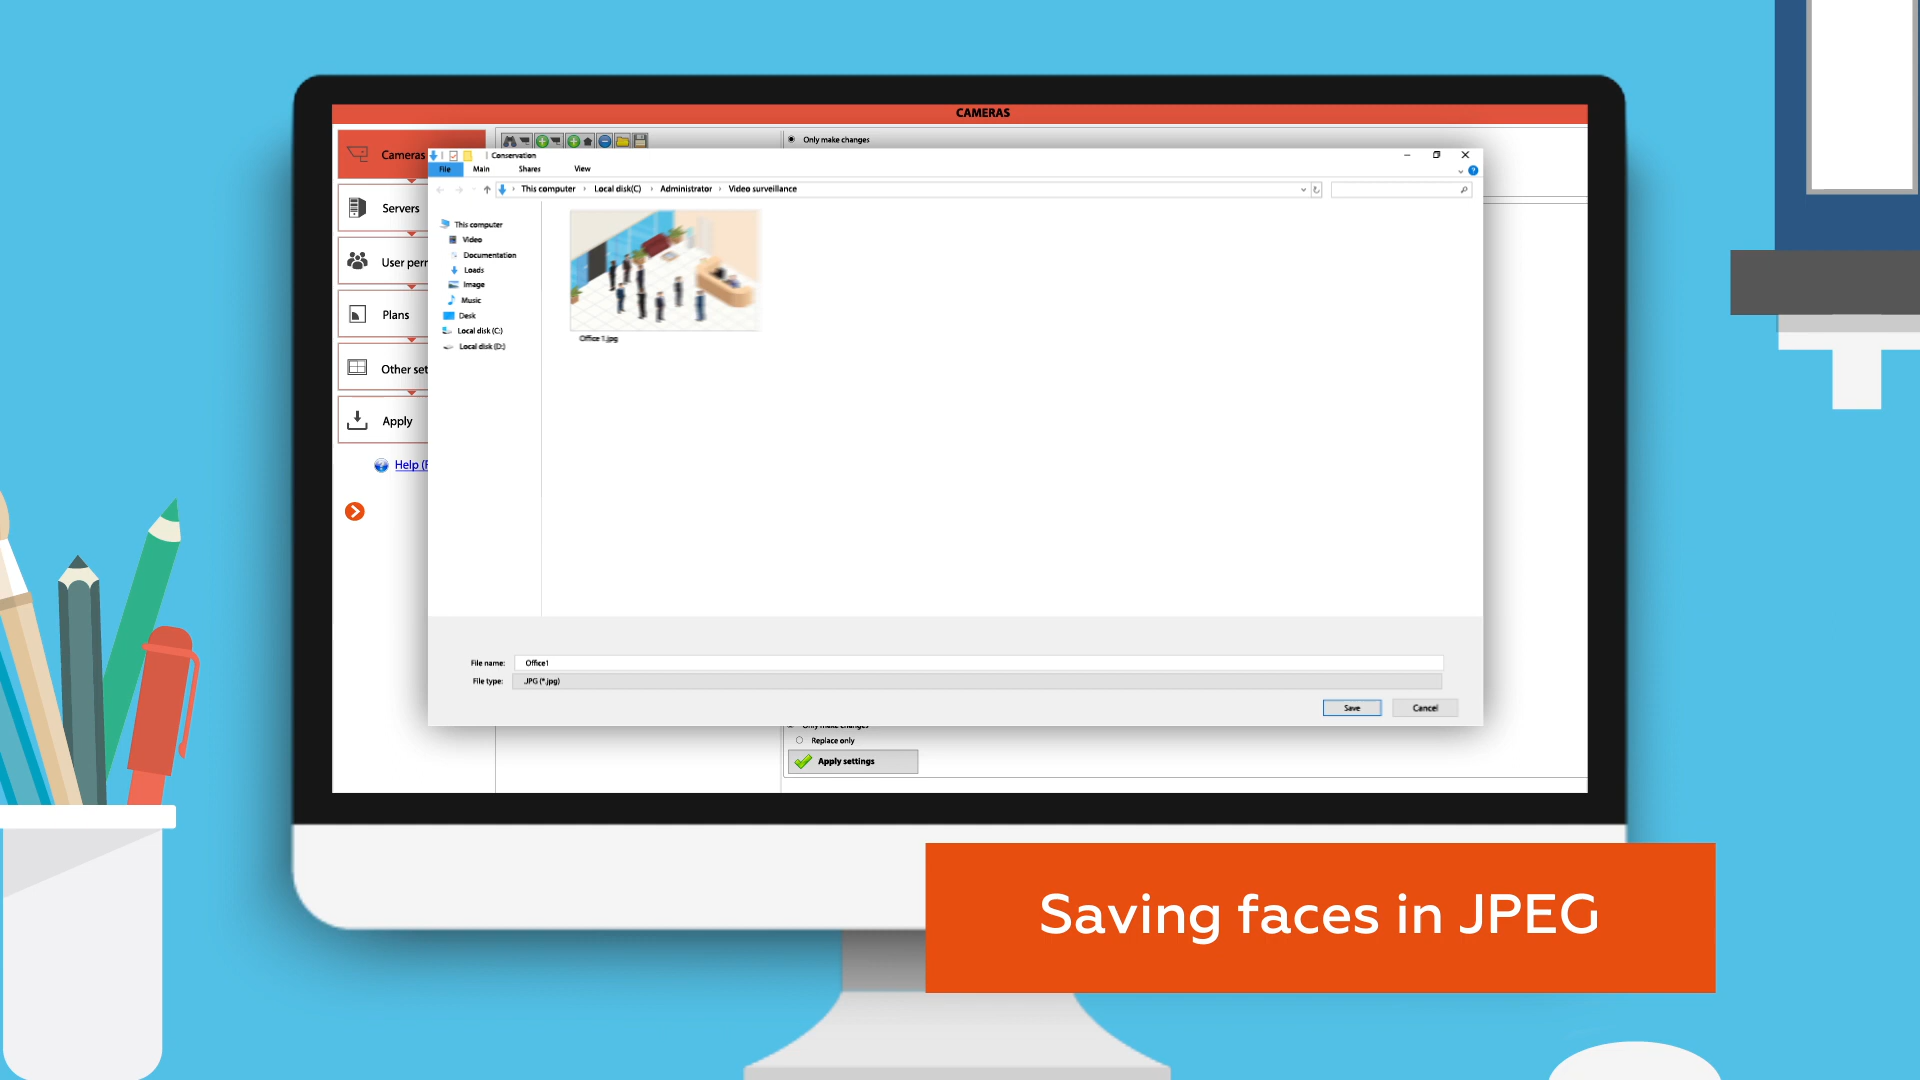 CAMERAS
Cameras
Servers
User perr
Plans
Other set
Apply
Help (F
Only make changes
Conservation
File Main Shares View
This computer Local disk(C) Administrator Video surveillance
This computer
Video
Documentation
Loads
Image
Music
Desk
Local disk (C:)
Local disk (D:)
Office 1.jpg
File name: Office1
File type: .JPG (*.jpg)
Save Cancel
Only make changes
Replace only
Apply settings
Saving faces in JPEG